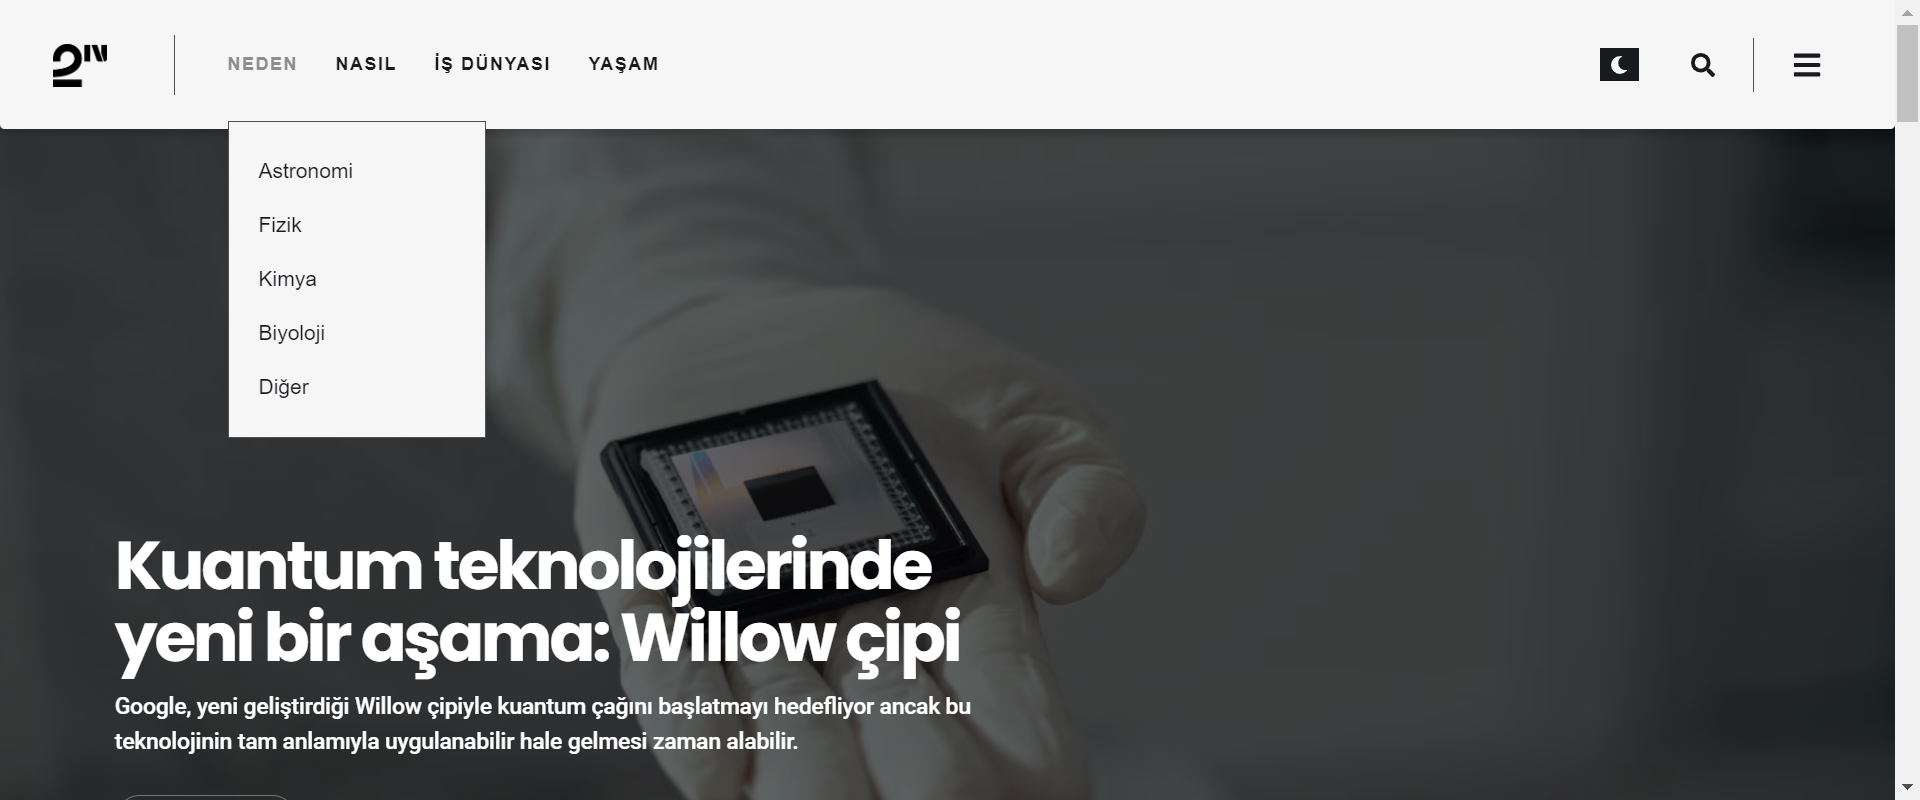 2N
NEDEN NASIL İŞ DÜNYASI YAŞAM
Astronomi
Fizik
Kimya
Biyoloji
Diğer
Kuantum teknolojilerinde
yeni bir aşama: Willow çipi
Google, yeni geliştirdiği Willow çipiyle kuantum çağını başlatmayı hedefliyor ancak bu
teknolojinin tam anlamıyla uygulanabilir hale gelmesi zaman alabilir.